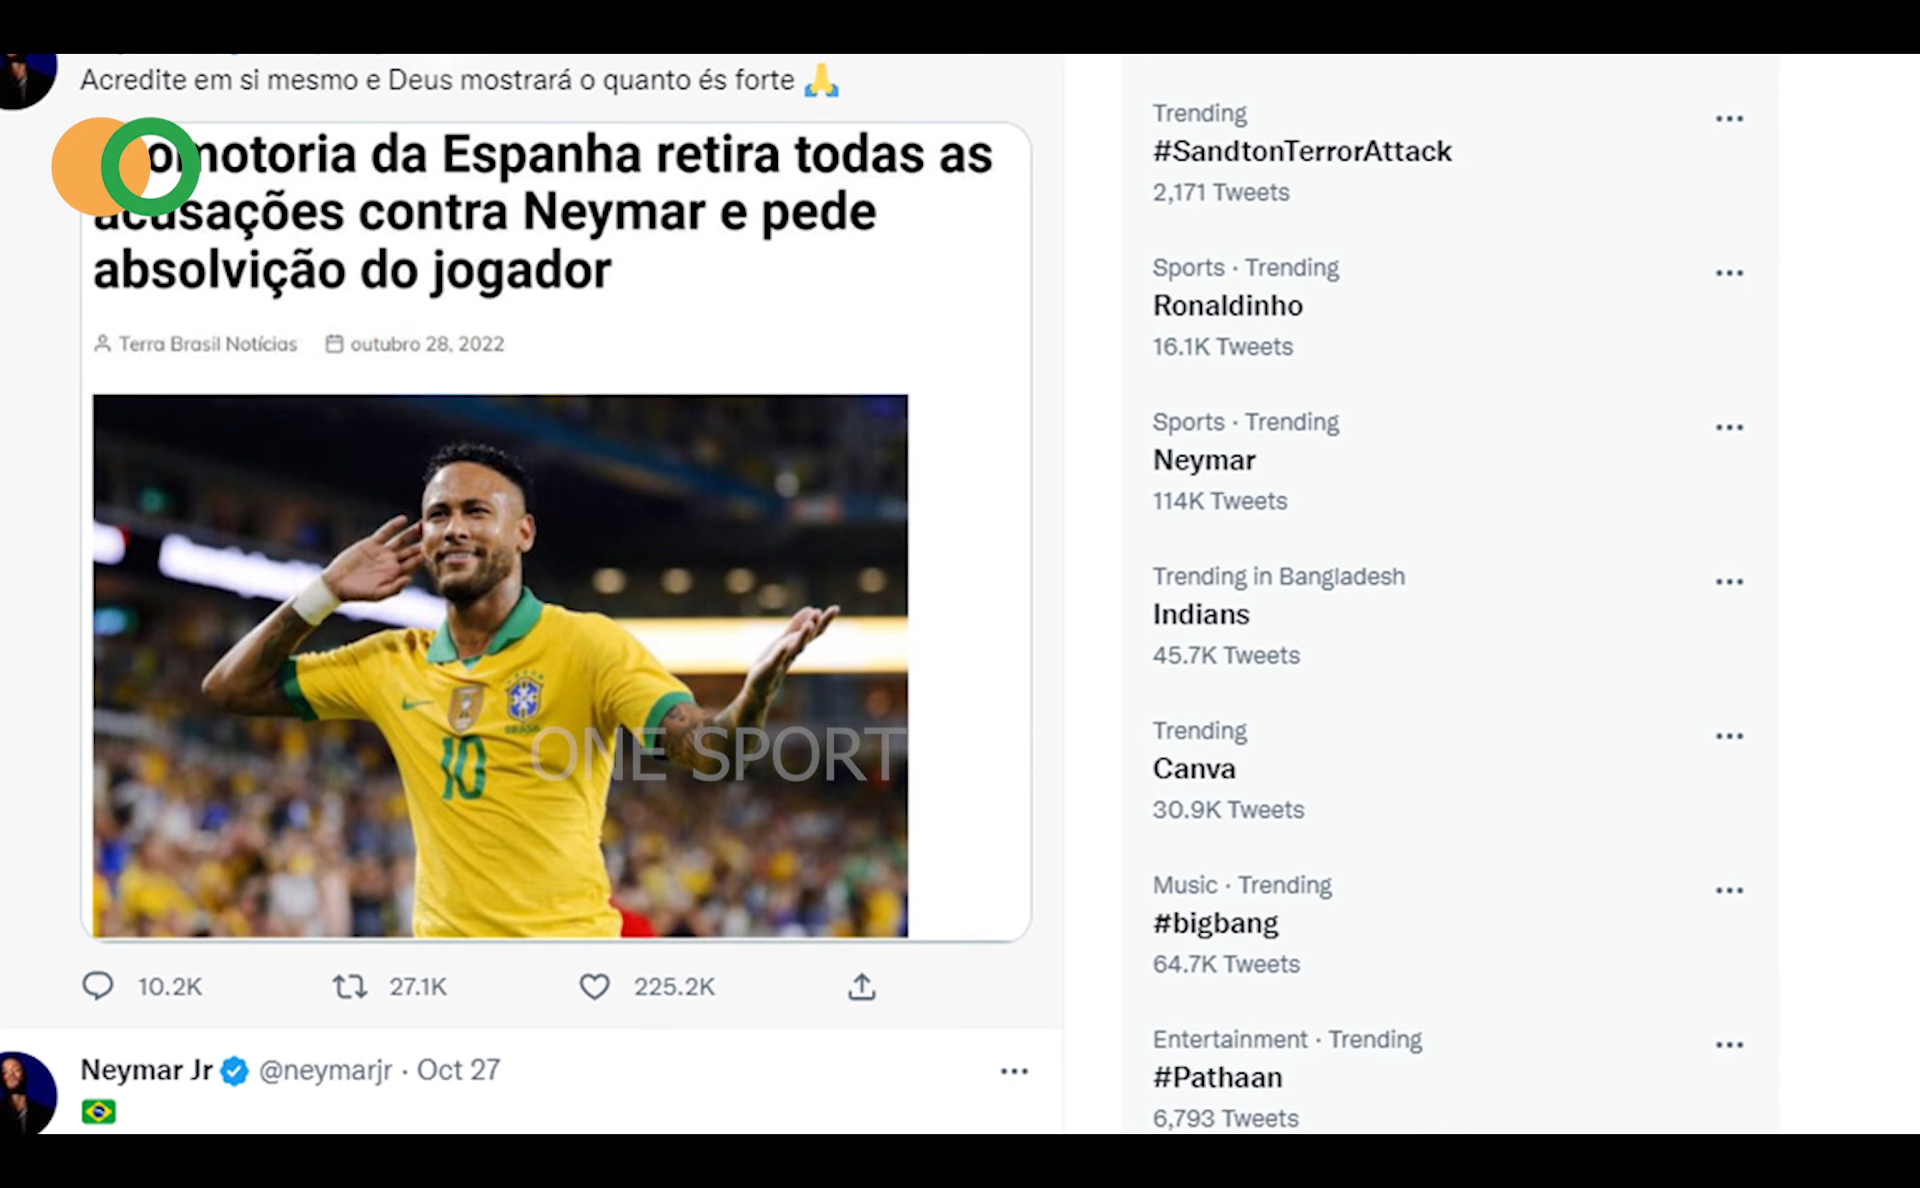 Acredite em si mesmo e Deus mostrará o quanto és forte 🙏
omotoria da Espanha retira todas as
acusações contra Neymar e pede
absolvição do jogador
Terra Brasil Notícias outubro 28, 2022
BRASIL
10
ONE SPORT
10.2K 27.1K 225.2K
Neymar Jr @neymarjr · Oct 27
🇧🇷
Trending
#SandtonTerrorAttack
2,171 Tweets
Sports · Trending
Ronaldinho
16.1K Tweets
Sports · Trending
Neymar
114K Tweets
Trending in Bangladesh
Indians
45.7K Tweets
Trending
Canva
30.9K Tweets
Music · Trending
#bigbang
64.7K Tweets
Entertainment · Trending
#Pathaan
6,793 Tweets